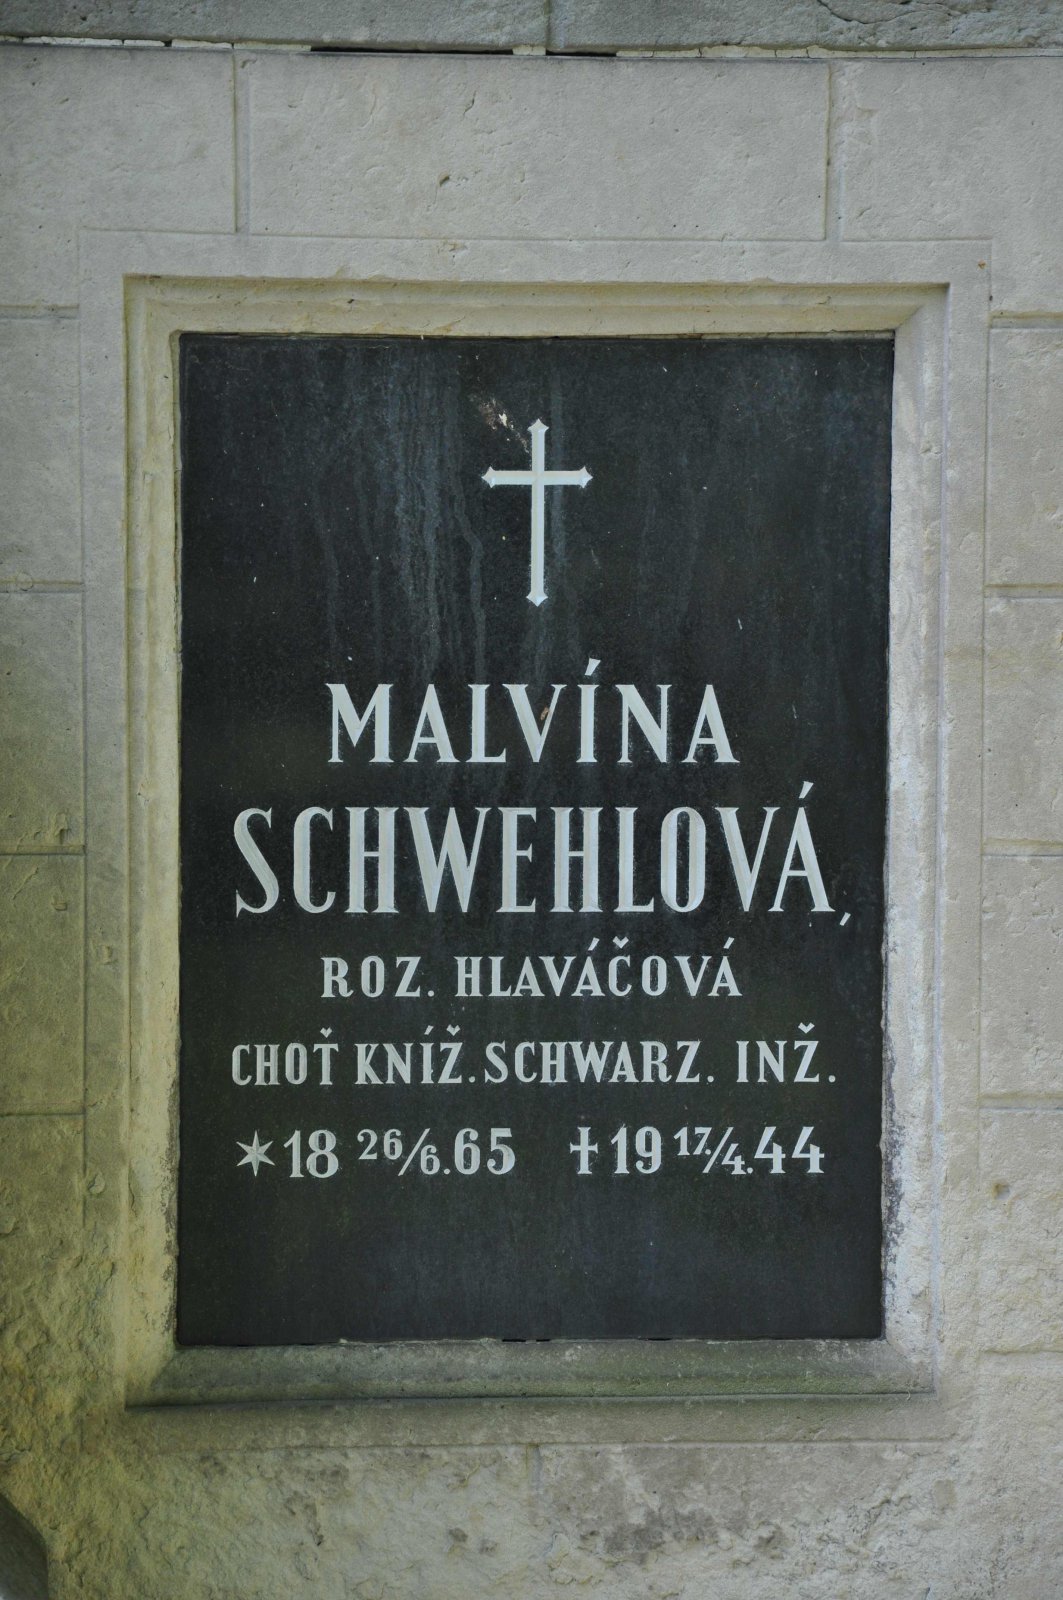 MALVÍNA
SCHWEHLOVÁ,
ROZ. HLAVÁČOVÁ
CHOŤ KNÍŽ. SCHWARZ. INŽ.
*18 26/6.65 †19 17./4.44